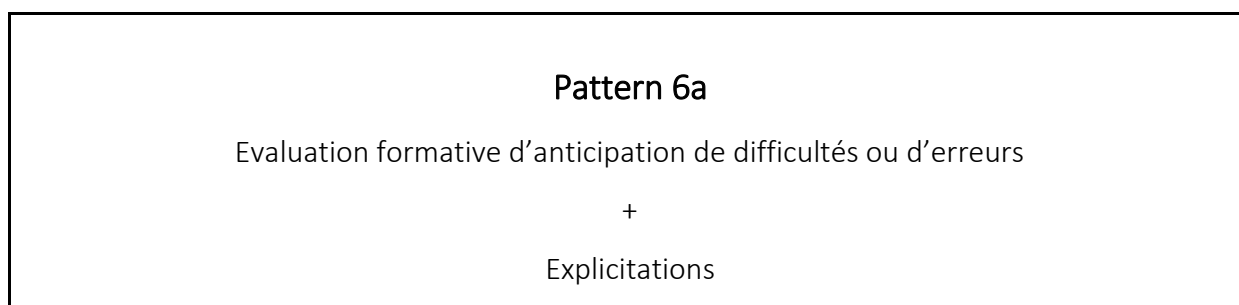 Pattern 6a
Evaluation formative d’anticipation de difficultés ou d’erreurs
+
Explicitations